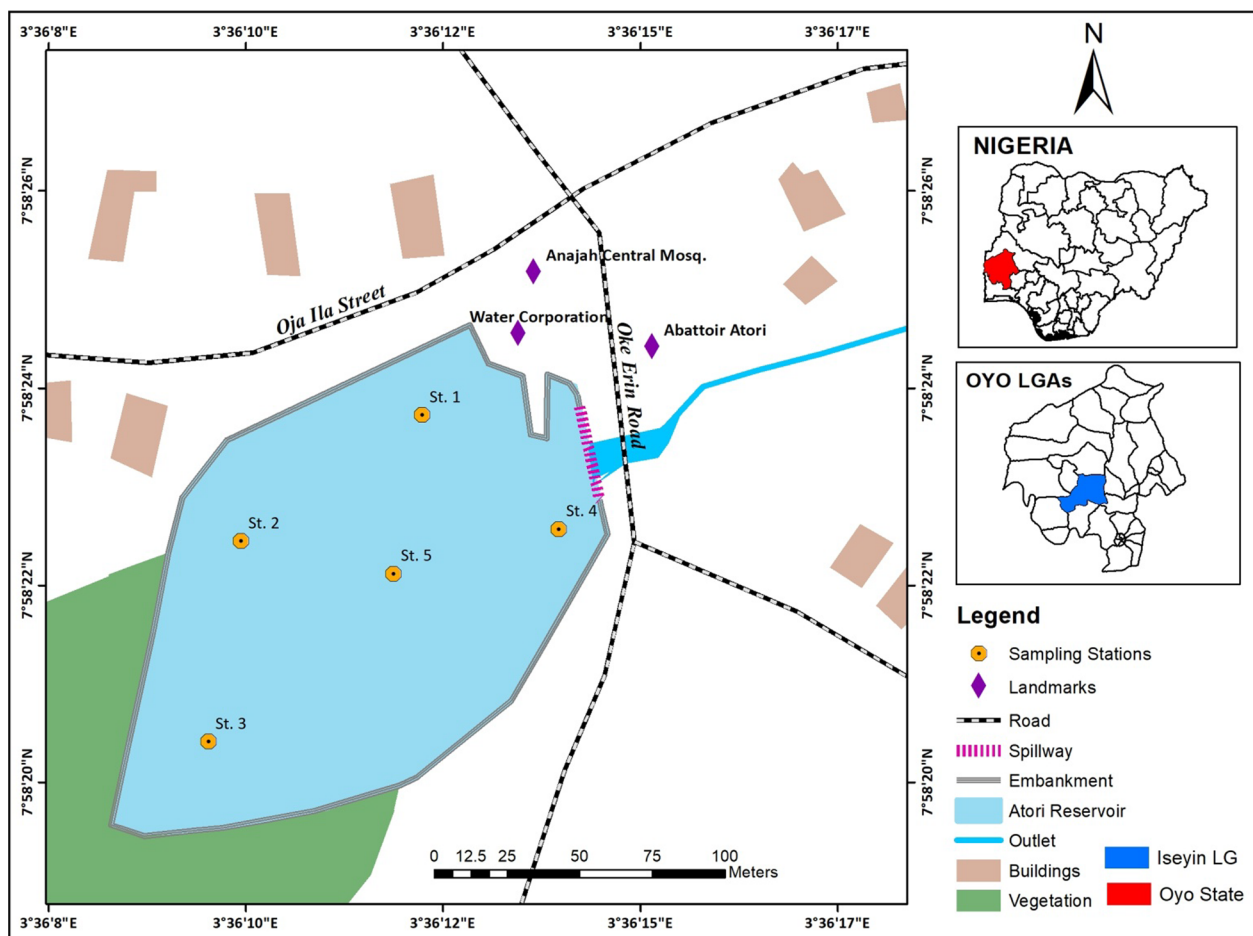 3°36'8"E
3°36'10"E
3°36'12"E
3°36'15"E
3°36'17"E
N
7°58'26"N
7°58'26"N
NIGERIA
Anajah Central Mosq.
Oja Ila Street
Water Corporation
Abattoir Atori
Oke Erin Road
7°58'24"N
7°58'24"N
OYO LGAs
St. 1
St. 2
St. 4
St. 5
7°58'22"N
7°58'22"N
St. 3
7°58'20"N
7°58'20"N
Legend
Sampling Stations
Landmarks
Road
Spillway
Embankment
Atori Reservoir
Outlet
Buildings
Iseyin LG
Vegetation
Oyo State
0 12.5 25 50 75 100
Meters
3°36'8"E
3°36'10"E
3°36'12"E
3°36'15"E
3°36'17"E